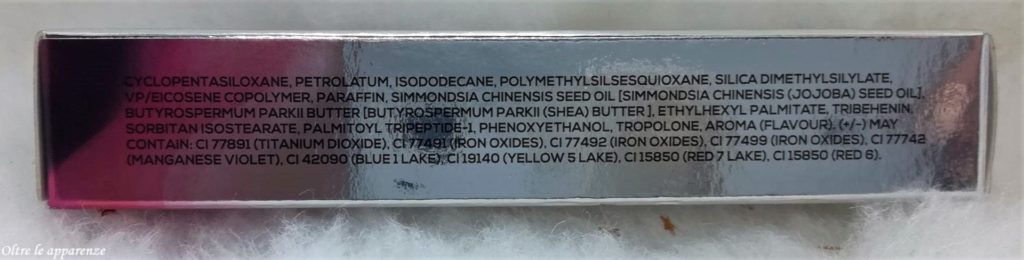 CYCLOPENTASILOXANE, PETROLATUM, ISODODECANE, POLYMETHYLSILSESQUIOXANE, SILICA DIMETHYLSILYLATE,
VP/EICOSENE COPOLYMER, PARAFFIN, SIMMONDSIA CHINENSIS SEED OIL [SIMMONDSIA CHINENSIS (JOJOBA) SEED OIL],
BUTYROSPERMUM PARKII BUTTER [BUTYROSPERMUM PARKII (SHEA) BUTTER ], ETHYLHEXYL PALMITATE, TRIBEHENIN,
SORBITAN ISOSTEARATE, PALMITOYL TRIPEPTIDE-1, PHENOXYETHANOL, TROPOLONE, AROMA (FLAVOUR). (+/-) MAY
CONTAIN: CI 77891 (TITANIUM DIOXIDE), CI 77491 (IRON OXIDES), CI 77492 (IRON OXIDES), CI 77499 (IRON OXIDES), CI 77742
(MANGANESE VIOLET), CI 42090 (BLUE 1 LAKE), CI 19140 (YELLOW 5 LAKE), CI 15850 (RED 7 LAKE), CI 15850 (RED 6).
Oltre le apparenze